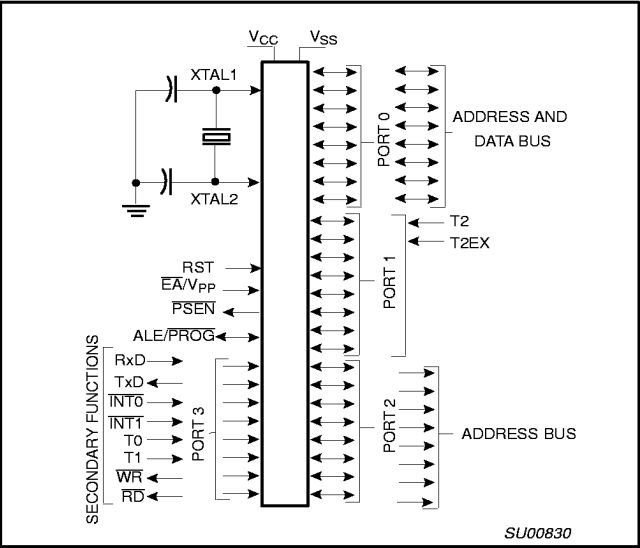 VCC
VSS
XTAL1
XTAL2
PORT 0
ADDRESS AND
DATA BUS
T2
T2EX
PORT 1
RST
EA/VPP
PSEN
ALE/PROG
SECONDARY FUNCTIONS
RxD
TxD
INT0
INT1
T0
T1
WR
RD
PORT 3
PORT 2
ADDRESS BUS
SU00830